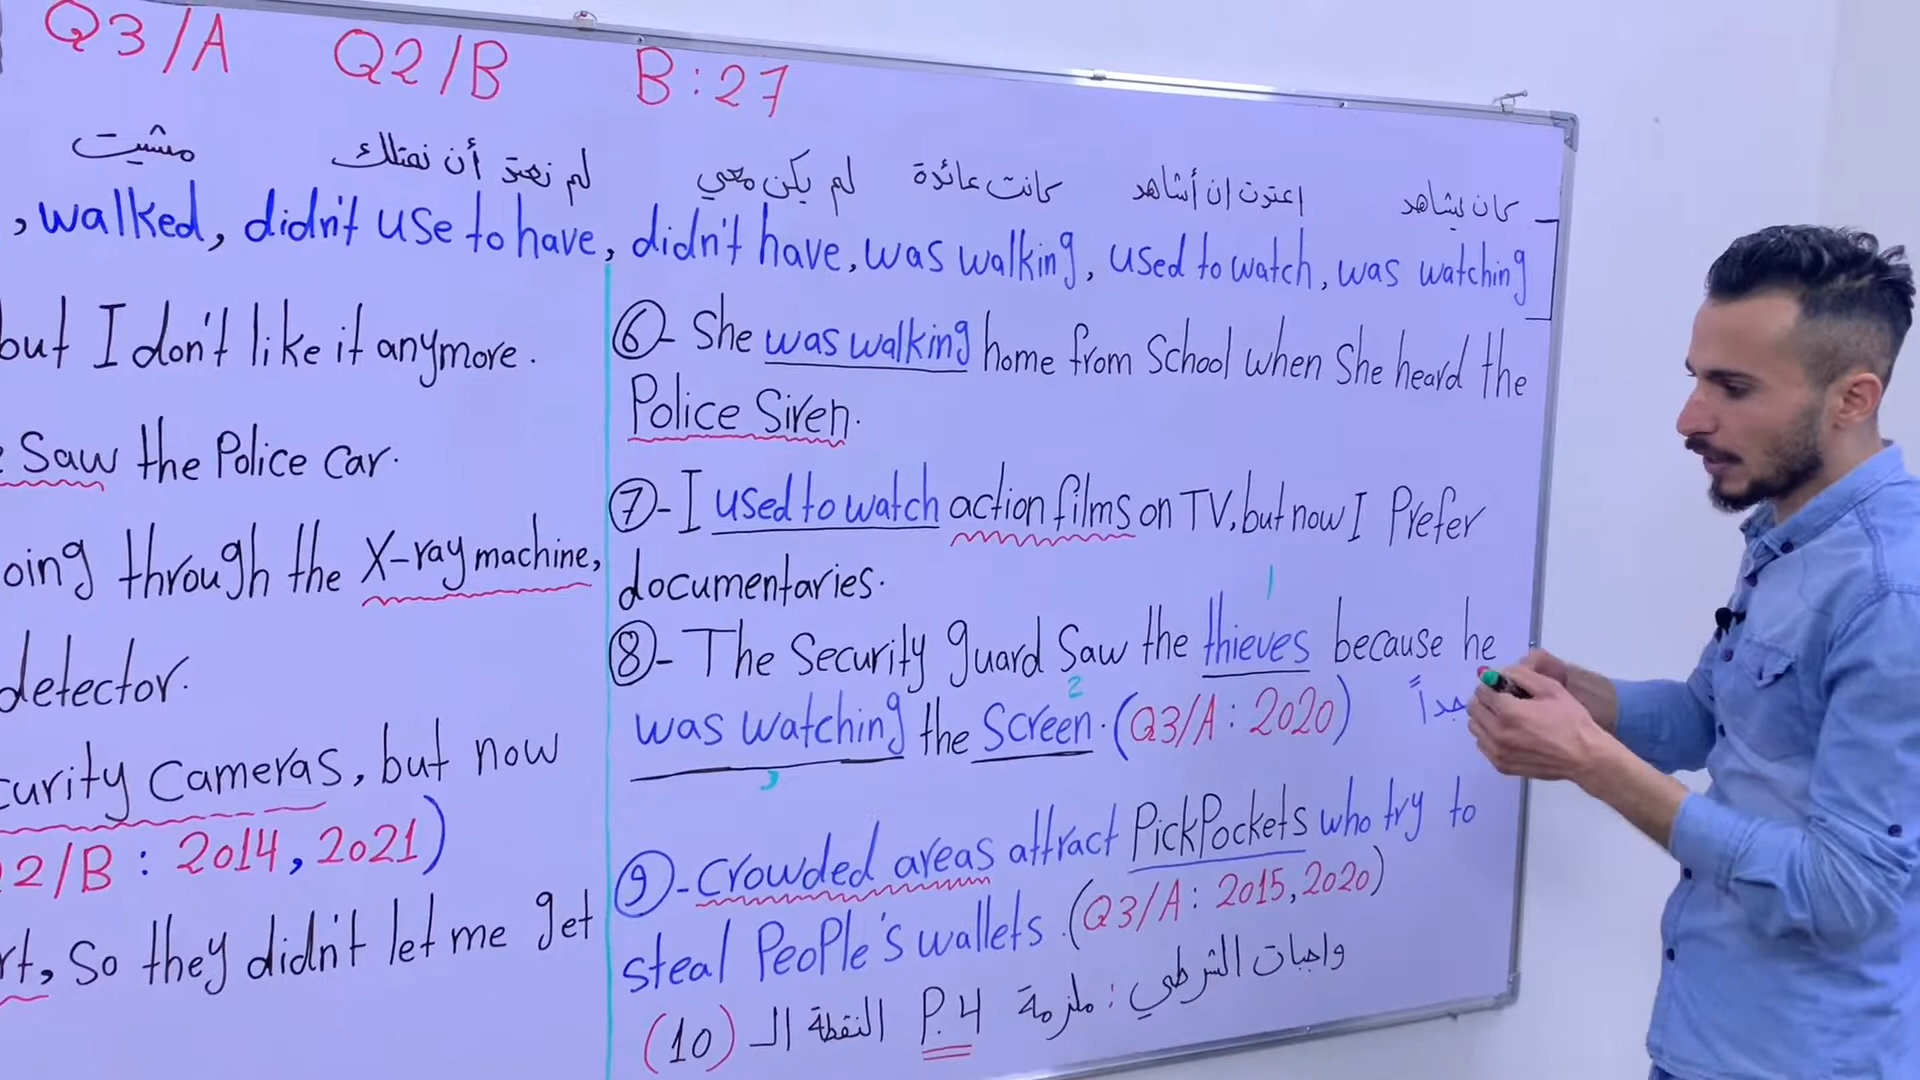 Q3/A Q2/B B:27
كان يشاهد اعتدت ان أشاهد كانت عائدة لم يكن معي لم نعتد أن نمتلك مشيت
, walked, didn't use to have, didn't have, was walking, used to watch, was watching
but I don't like it anymore.
Saw the Police Car.
oing through the X-ray machine,
detector.
curity Cameras, but now
2/B : 2014, 2021)
rt, So they didn't let me get
6- She was walking home from School when She heard the
Police Siren.
7- I used to watch action films on TV, but now I Prefer
documentaries.
1
8- The Security guard Saw the thieves because he
2
was watching the Screen. (Q3/A : 2020) جداً
9- Crowded areas attract PickPockets who try to
steal PeoPle's wallets. (Q3/A : 2015, 2020)
واجبات الشرطي : ملزمة P.4 النقطة الـ (10)